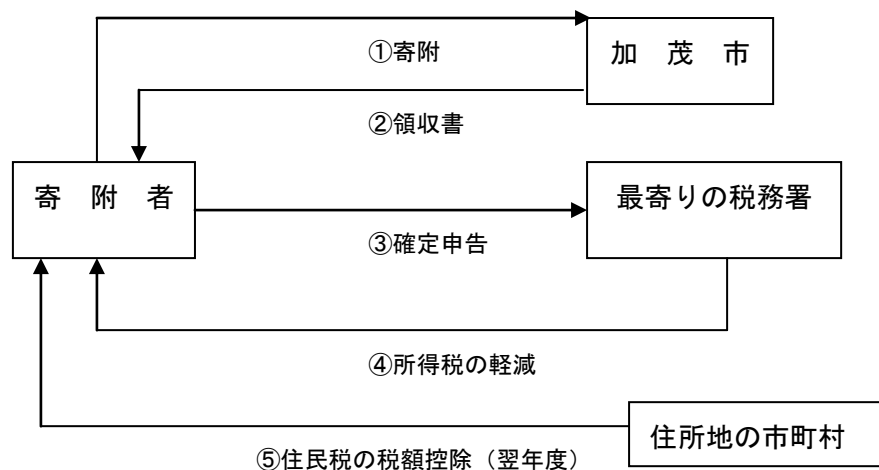 ①寄附
加　茂　市
②領収書
寄　附　者
最寄りの税務署
③確定申告
④所得税の軽減
住所地の市町村
⑤住民税の税額控除（翌年度）